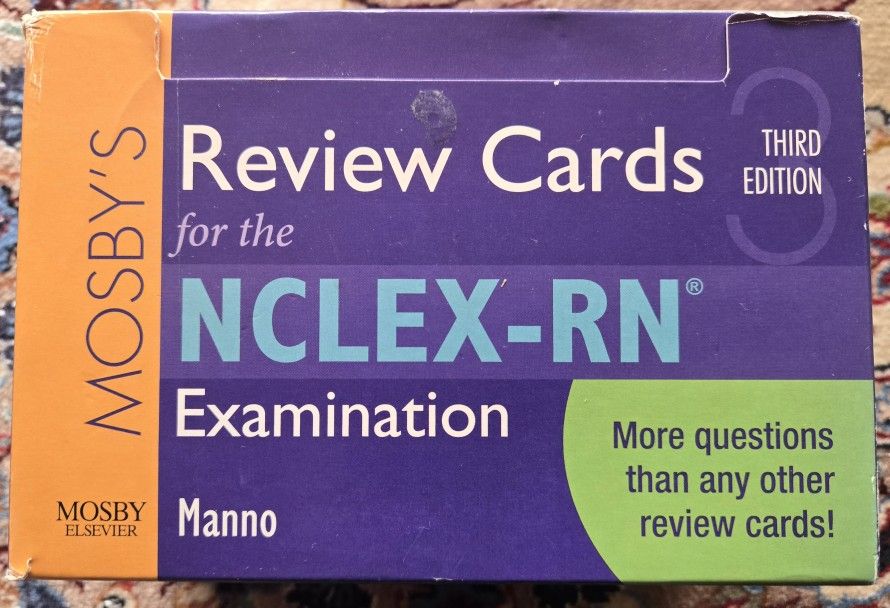 MOSBY'S
Review Cards
for the
NCLEX-RN®
Examination
Manno
3
THIRD
EDITION
More questions
than any other
review cards!
MOSBY
ELSEVIER